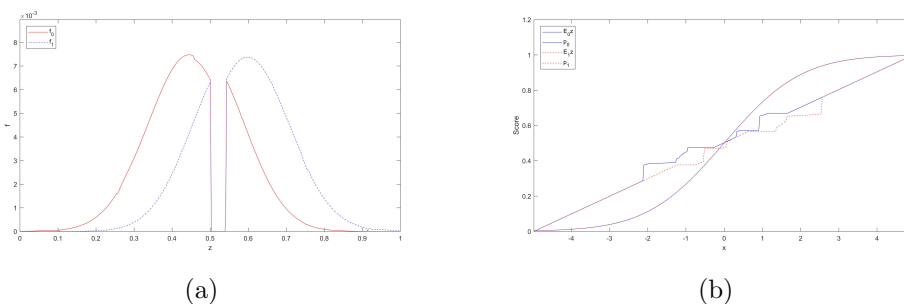 ×10⁻³
f₀
f₁
8
7
6
5
4
3
2
1
0
f
0 0.1 0.2 0.3 0.4 0.5 0.6 0.7 0.8 0.9 1
z
(a)
E₀z
p₀
E₁z
p₁
1.2
1
0.8
0.6
0.4
0.2
0
Score
-4 -3 -2 -1 0 1 2 3 4
x
(b)